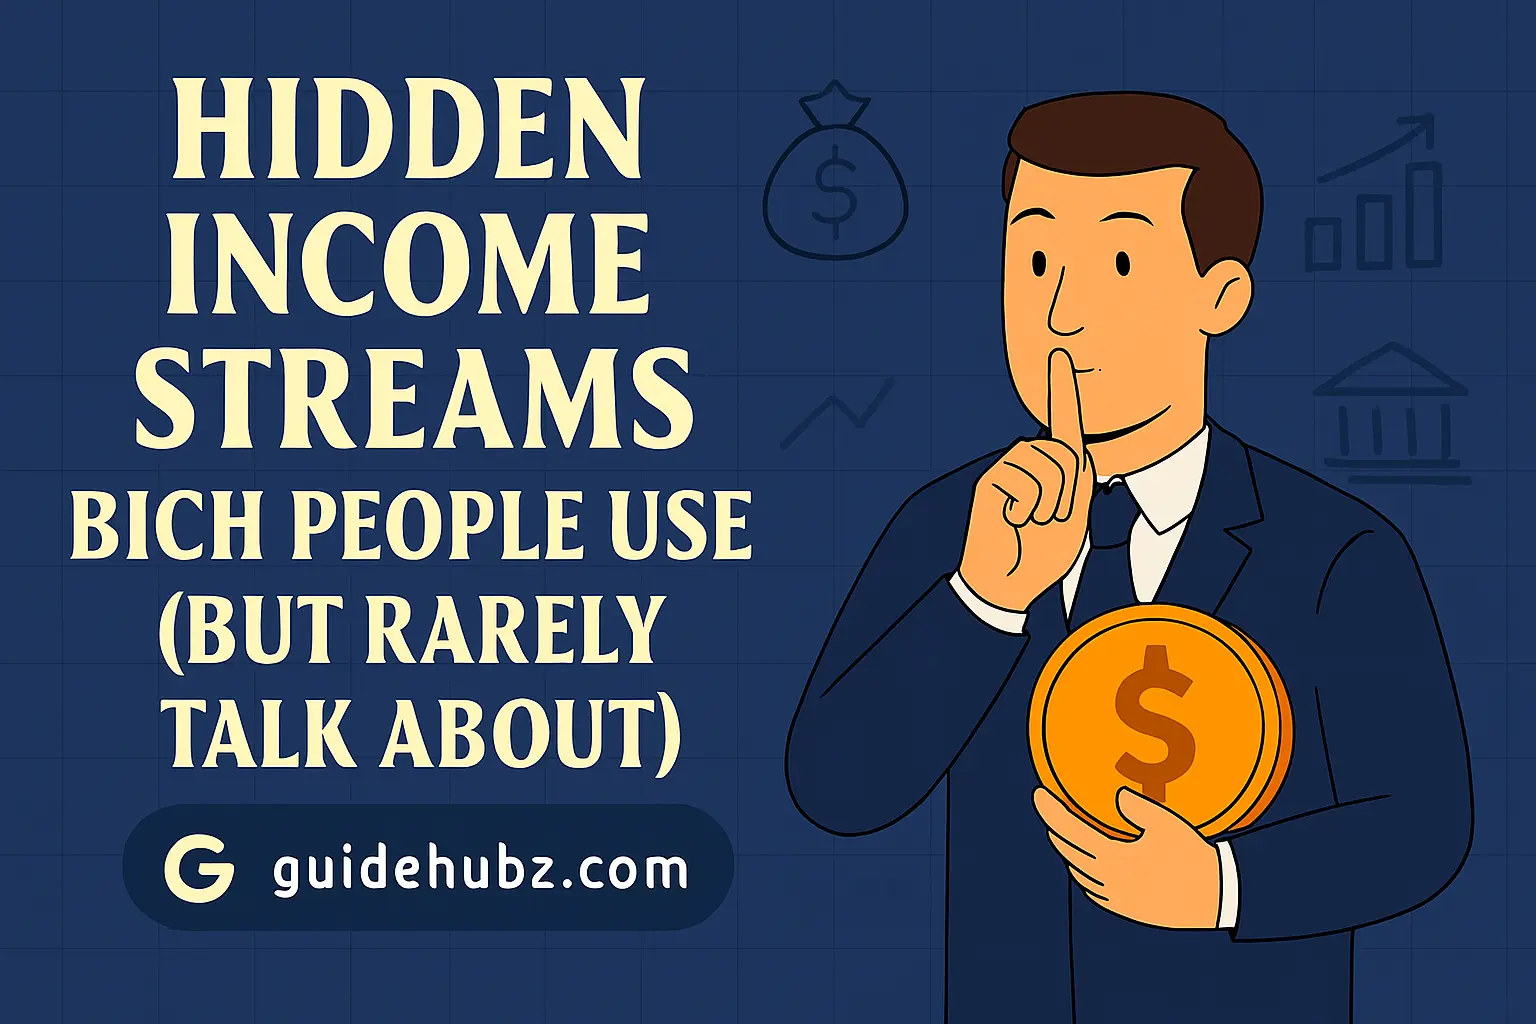 HIDDEN
INCOME
STREAMS
BICH PEOPLE USE
(BUT RARELY
TALK ABOUT)
G guidehubz.com
$
$